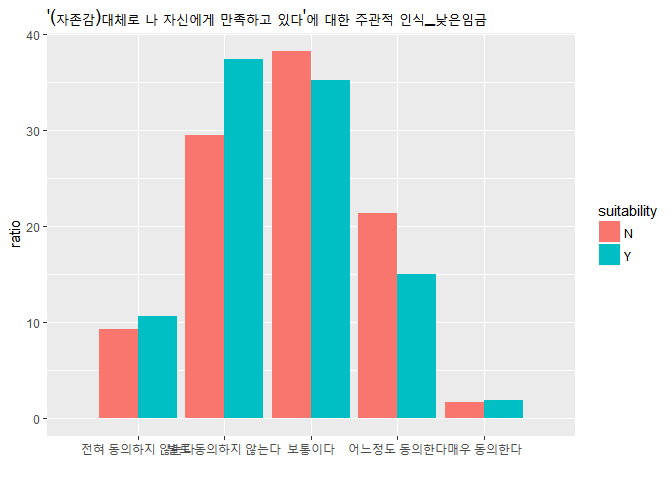 '(자존감)대체로 나 자신에게 만족하고 있다'에 대한 주관적 인식_낮은임금
40
30
20
10
0
ratio
전혀 동의하지 않는다
동의하지 않는다
보통이다
어느정도 동의한다
매우 동의한다
suitability
N
Y